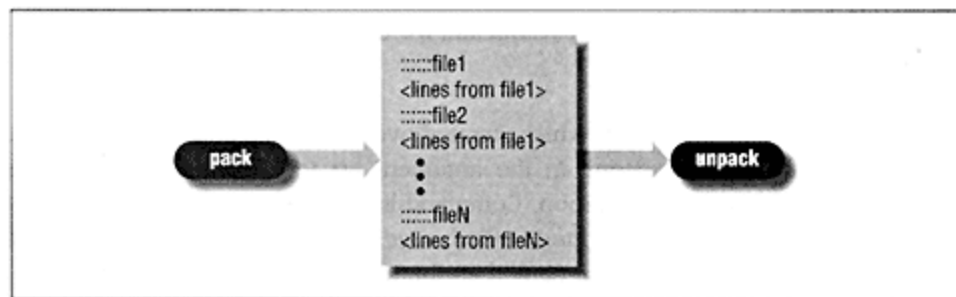 pack
::::::file1
<lines from file1>
::::::file2
<lines from file1>
::::::fileN
<lines from fileN>
unpack